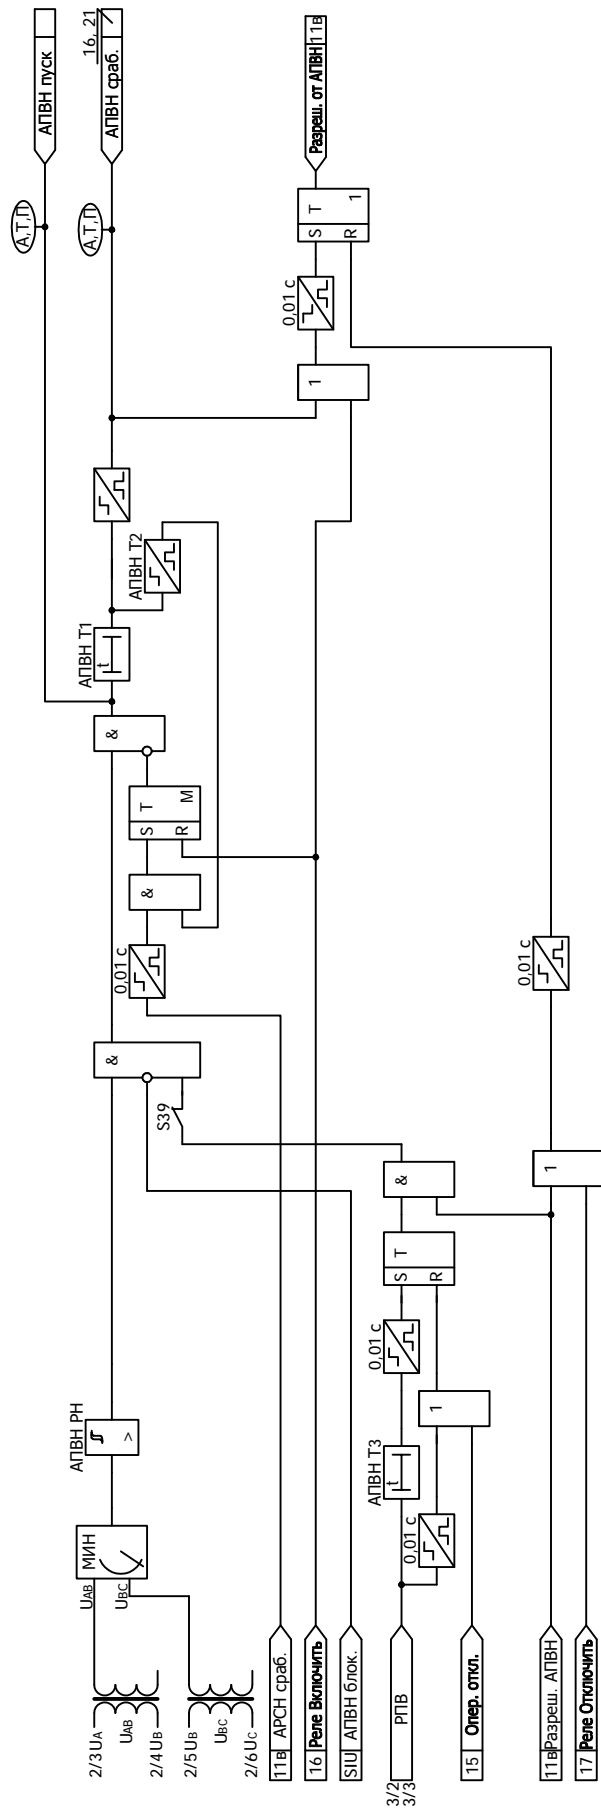 АПВН пуск
16, 21
АПВН сраб.
А,Т,П
А,Т,П
Разреш. от АПВН
11в
S
T
R
1
0,01 с
1
АПВН Т2
АПВН Т1
t
&
S
T
R
M
&
0,01 с
&
S39
0,01 с
&
1
S
T
R
0,01 с
1
АПВН Т3
t
0,01 с
АПВН РН
>
МИН
UАВ
UВС
2/3 UА
UАВ
2/4 UВ
2/5 UВ
UВС
2/6 UС
11в
АРСН сраб.
16
Реле Включить
SIU
АПВН блок.
3/2
3/3
РПВ
15
Опер. откл.
11в
Разреш. АПВН
17
Реле Отключить